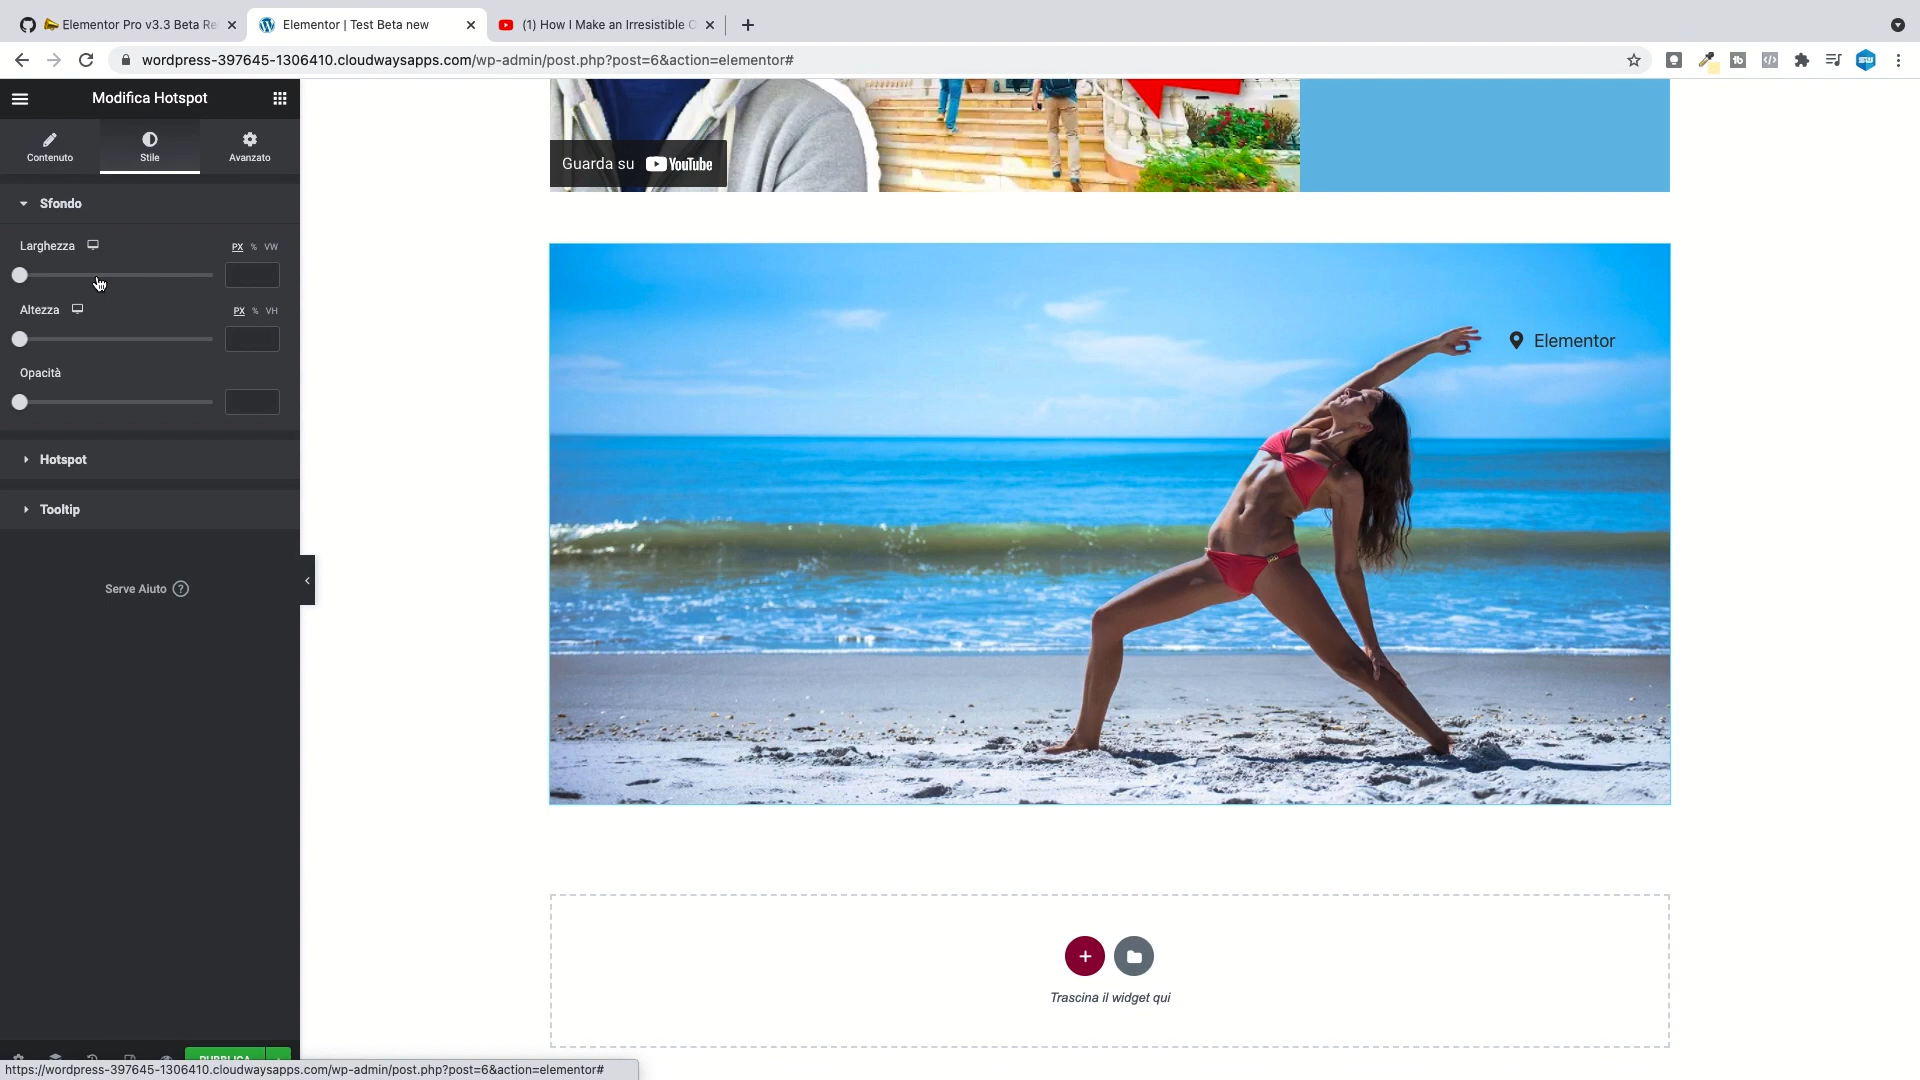 Elementor Pro v3.3 Beta Re
Elementor | Test Beta new
(1) How I Make an Irresistible O
wordpress-397645-1306410.cloudwaysapps.com/wp-admin/post.php?post=6&action=elementor#
Modifica Hotspot
Contenuto
Stile
Avanzato
Sfondo
Larghezza
PX % VW
Altezza
PX % VH
Opacità
Hotspot
Tooltip
Serve Aiuto ?
Guarda su YouTube
Elementor
Trascina il widget qui
PUBBLICA
https://wordpress-397645-1306410.cloudwaysapps.com/wp-admin/post.php?post=6&action=elementor#